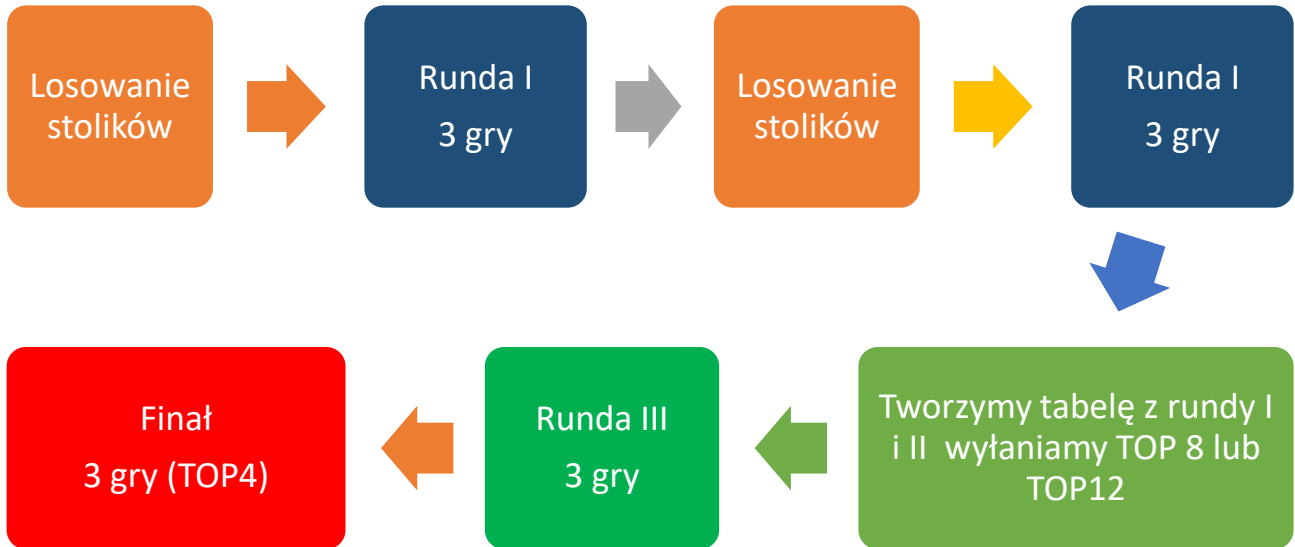 Losowanie
stolików
Runda I
3 gry
Losowanie
stolików
Runda I
3 gry
Tworzymy tabelę z rundy I
i II  wyłaniamy TOP 8 lub
TOP12
Runda III
3 gry
Finał
3 gry (TOP4)